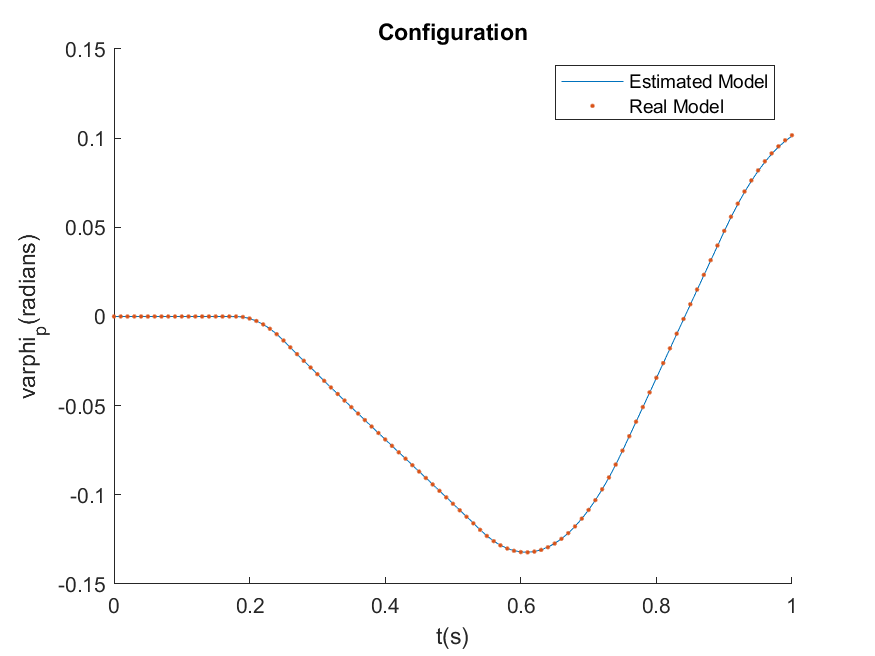 Configuration
0.15
0.1
0.05
0
-0.05
-0.1
-0.15
varphi_p(radians)
Estimated Model
Real Model
0
0.2
0.4
0.6
0.8
1
t(s)